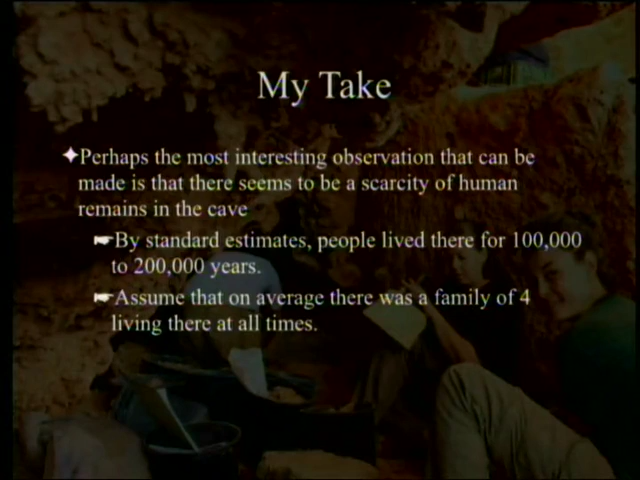 My Take
Perhaps the most interesting observation that can be
made is that there seems to be a scarcity of human
remains in the cave
By standard estimates, people lived there for 100,000
to 200,000 years.
Assume that on average there was a family of 4
living there at all times.